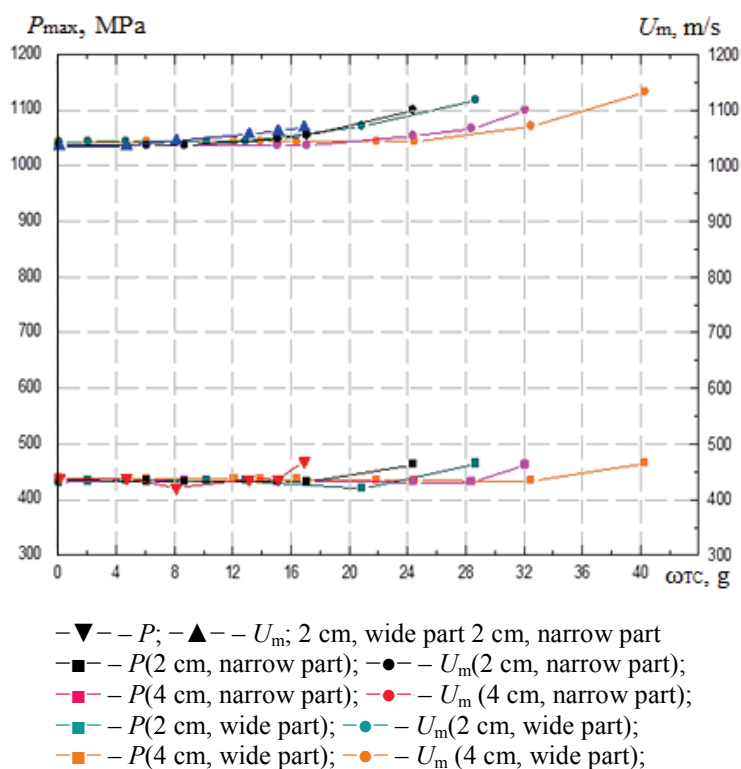 Pmax, MPa Um, m/s
1200 1200
1100 1100
1000 1000
900 900
800 800
700 700
600 600
500 500
400 400
300 300
0 4 8 12 16 20 24 28 32 36 40 ωTC, g
–▼– – P; –▲– – Um; 2 cm, wide part 2 cm, narrow part
–■– – P(2 cm, narrow part); –●– – Um(2 cm, narrow part);
–■– – P(4 cm, narrow part); –●– – Um (4 cm, narrow part);
–■– – P(2 cm, wide part); –●– – Um(2 cm, wide part);
–■– – P(4 cm, wide part); –●– – Um (4 cm, wide part);